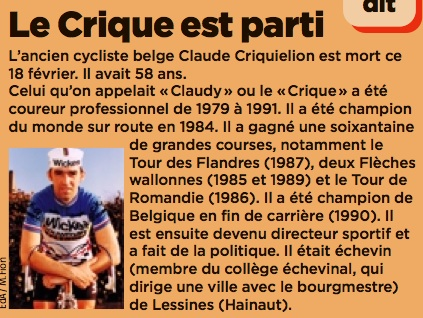 dit
Le Crique est parti
L'ancien cycliste belge Claude Criquielion est mort ce
18 février. Il avait 58 ans.
Celui qu'on appelait «Claudy» ou le «Crique» a été
coureur professionnel de 1979 à 1991. Il a été champion
du monde sur route en 1984. Il a gagné une soixantaine
de grandes courses, notamment le
Tour des Flandres (1987), deux Flèches
wallonnes (1985 et 1989) et le Tour de
Romandie (1986). Il a été champion de
Belgique en fin de carrière (1990). Il
est ensuite devenu directeur sportif et
a fait de la politique. Il était échevin
(membre du collège échevinal, qui
dirige une ville avec le bourgmestre)
de Lessines (Hainaut).
Wickes
Wickes
EdA / M. Fion